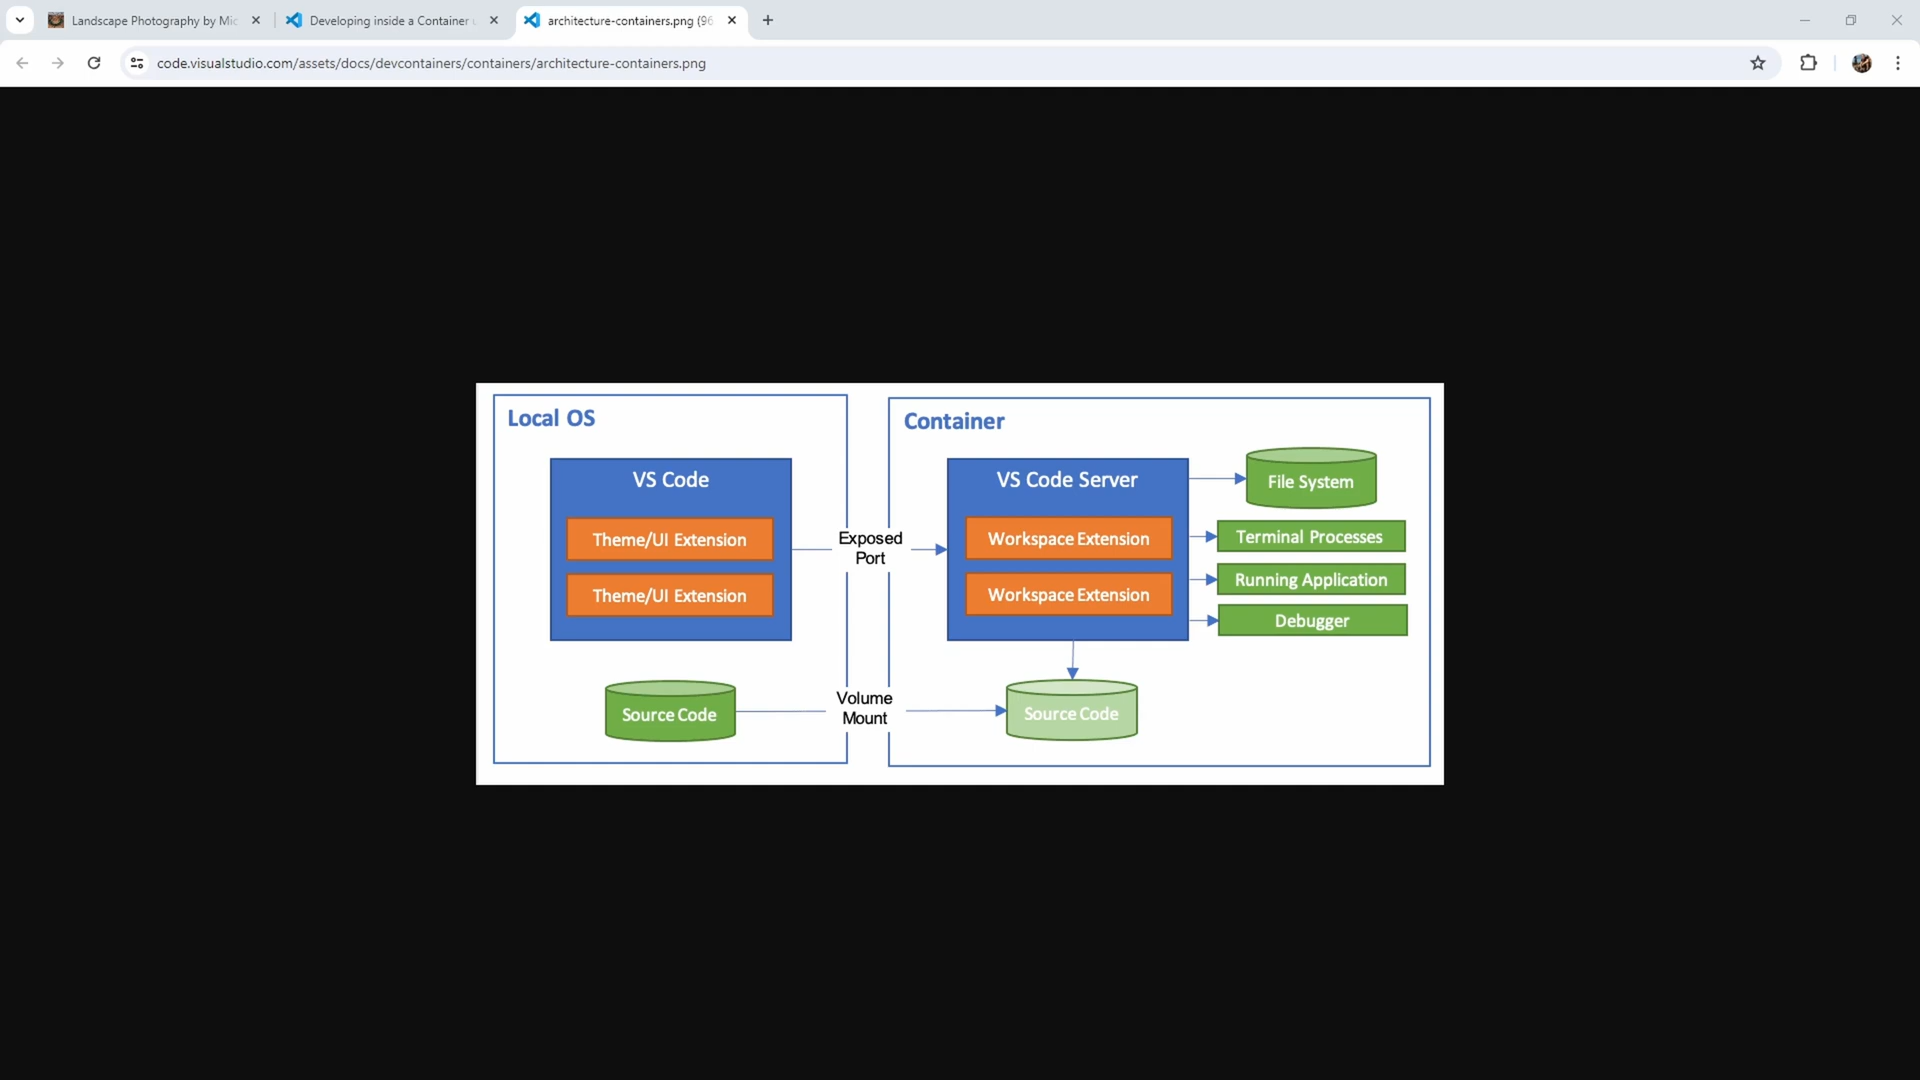 Landscape Photography by Mic
Developing inside a Container u
architecture-containers.png (96
code.visualstudio.com/assets/docs/devcontainers/containers/architecture-containers.png
Local OS
VS Code
Theme/UI Extension
Theme/UI Extension
Source Code
Exposed
Port
Volume
Mount
Container
VS Code Server
Workspace Extension
Workspace Extension
File System
Terminal Processes
Running Application
Debugger
Source Code